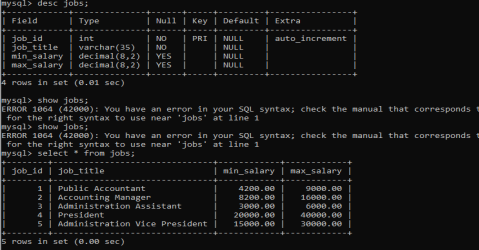 mysql> desc jobs;
+------------+--------------+------+-----+---------+----------------+
| Field | Type | Null | Key | Default | Extra |
+------------+--------------+------+-----+---------+----------------+
| job_id | int | NO | PRI | NULL | auto_increment |
| job_title | varchar(35) | NO | | NULL | |
| min_salary | decimal(8,2) | YES | | NULL | |
| max_salary | decimal(8,2) | YES | | NULL | |
+------------+--------------+------+-----+---------+----------------+
4 rows in set (0.01 sec)
mysql> show jobs;
ERROR 1064 (42000): You have an error in your SQL syntax; check the manual that corresponds t
for the right syntax to use near 'jobs' at line 1
mysql> show jobs;
ERROR 1064 (42000): You have an error in your SQL syntax; check the manual that corresponds t
for the right syntax to use near 'jobs' at line 1
mysql> select * from jobs;
+--------+-------------------------------+------------+------------+
| job_id | job_title | min_salary | max_salary |
+--------+-------------------------------+------------+------------+
| 1 | Public Accountant | 4200.00 | 9000.00 |
| 2 | Accounting Manager | 8200.00 | 16000.00 |
| 3 | Administration Assistant | 3000.00 | 6000.00 |
| 4 | President | 20000.00 | 40000.00 |
| 5 | Administration Vice President | 15000.00 | 30000.00 |
+--------+-------------------------------+------------+------------+
5 rows in set (0.00 sec)